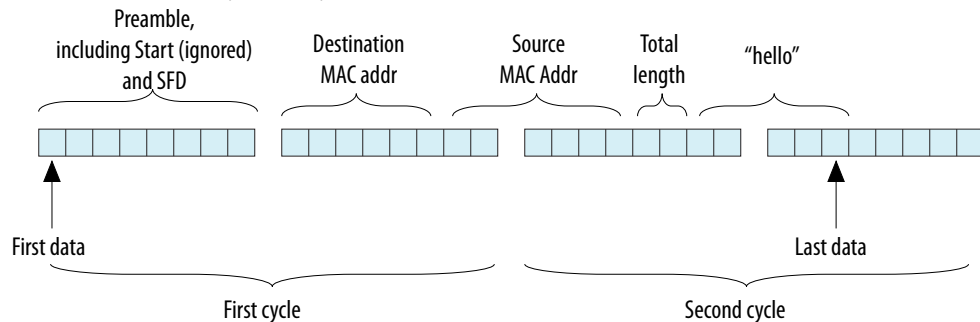 Preamble,
including Start (ignored)
and SFD
Destination
MAC addr
Source
MAC Addr
Total
length
“hello”
First data
Last data
First cycle
Second cycle